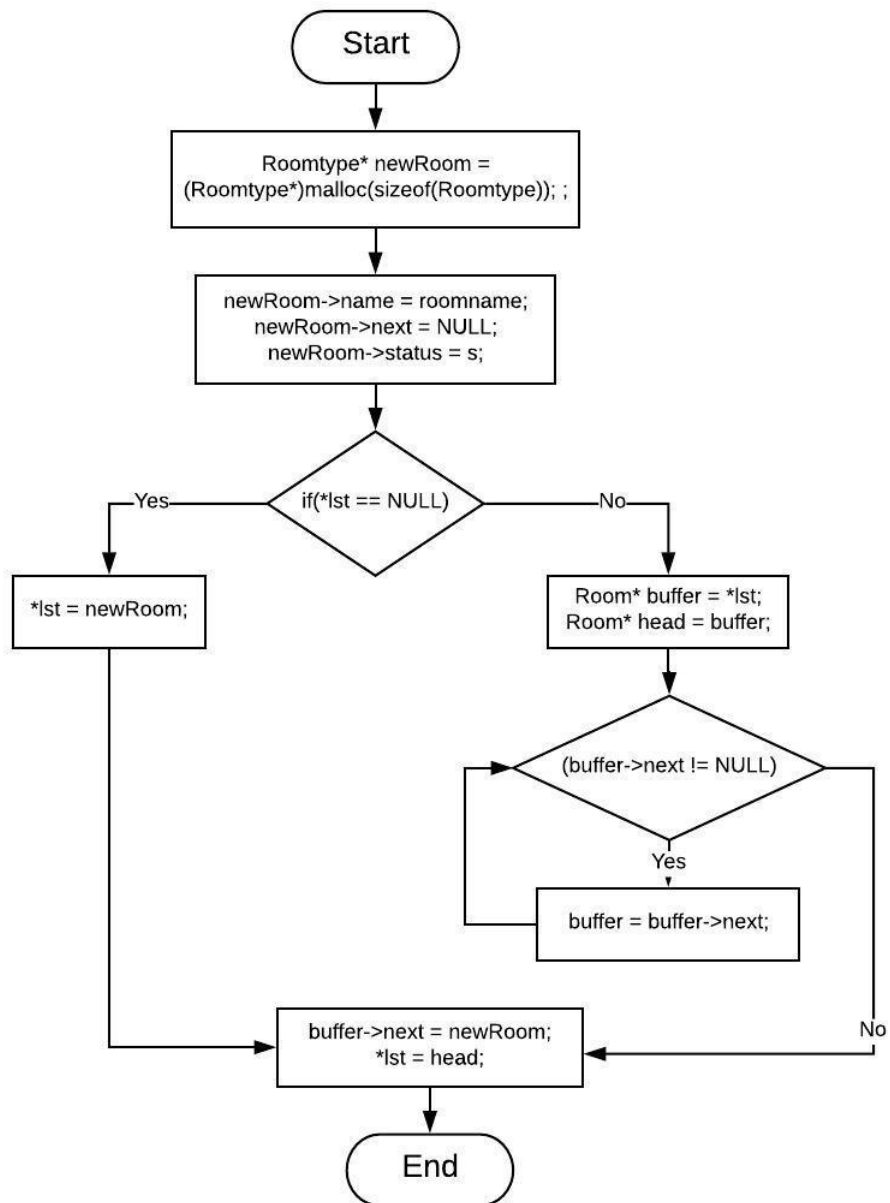 Start
Roomtype* newRoom =
(Roomtype*)malloc(sizeof(Roomtype)); ;
newRoom->name = roomname;
newRoom->next = NULL;
newRoom->status = s;
if(*lst == NULL)
Yes
No
*lst = newRoom;
Room* buffer = *lst;
Room* head = buffer;
(buffer->next != NULL)
Yes
buffer = buffer->next;
No
buffer->next = newRoom;
*lst = head;
End